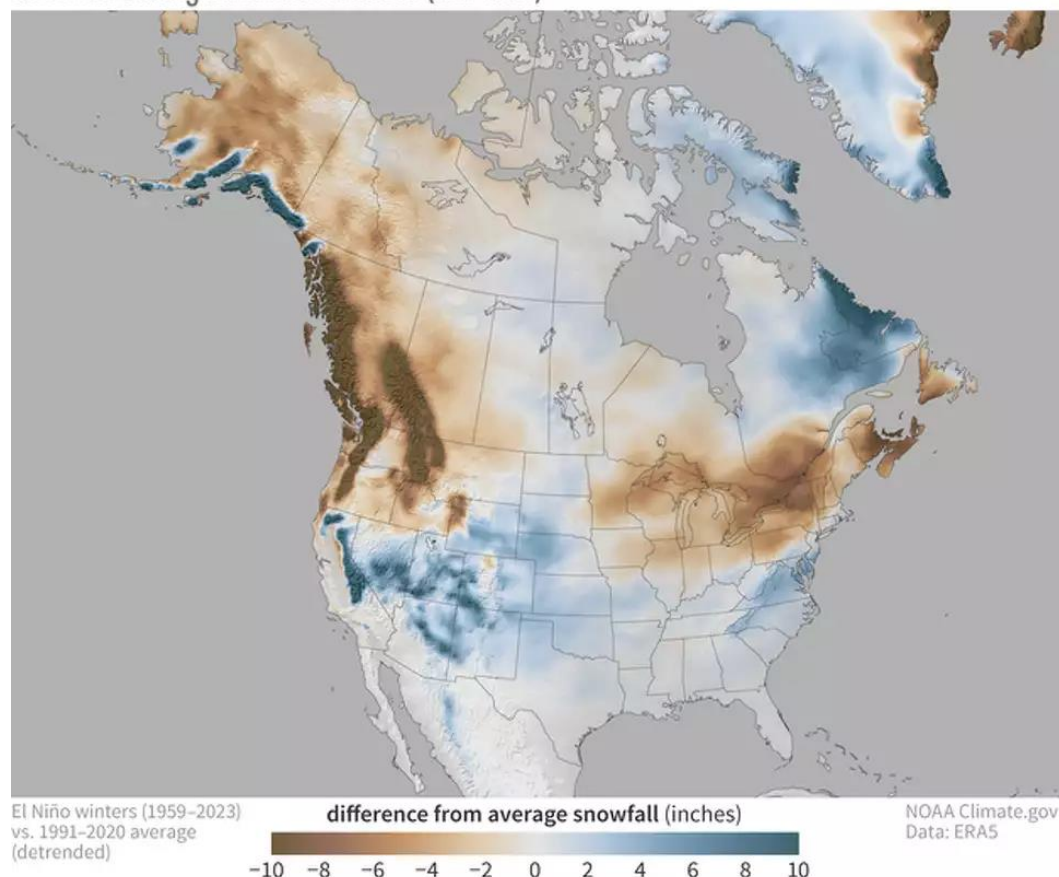 El Niño winters (1959–2023)
vs. 1991–2020 average
(detrended)
difference from average snowfall (inches)
−10 −8 −6 −4 −2 0 2 4 6 8 10
NOAA Climate.gov
Data: ERA5